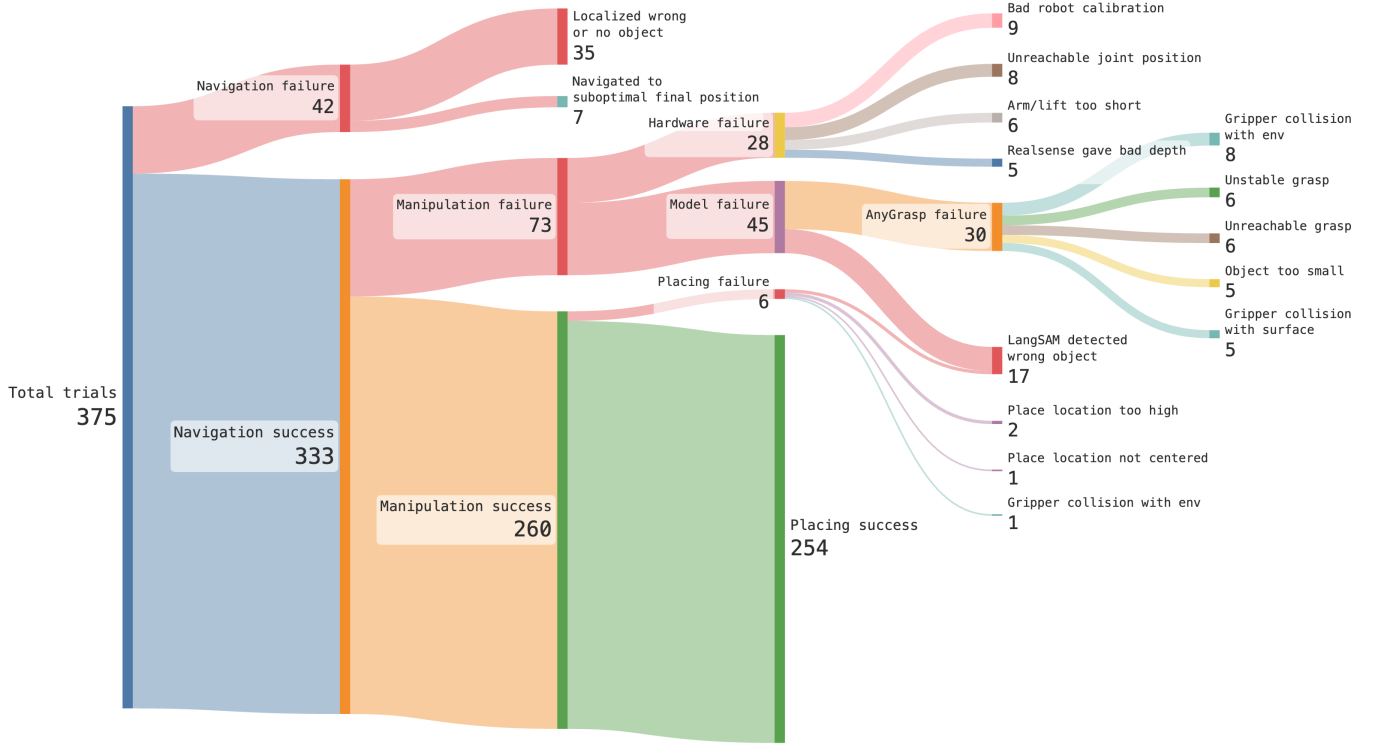 Total trials
375
Navigation failure
42
Navigation success
333
Localized wrong
or no object
35
Navigated to
suboptimal final position
7
Manipulation failure
73
Manipulation success
260
Hardware failure
28
Model failure
45
Placing failure
6
Placing success
254
Bad robot calibration
9
Unreachable joint position
8
Arm/lift too short
6
Realsense gave bad depth
5
AnyGrasp failure
30
LangSAM detected
wrong object
17
Place location too high
2
Place location not centered
1
Gripper collision with env
1
Gripper collision
with env
8
Unstable grasp
6
Unreachable grasp
6
Object too small
5
Gripper collision
with surface
5